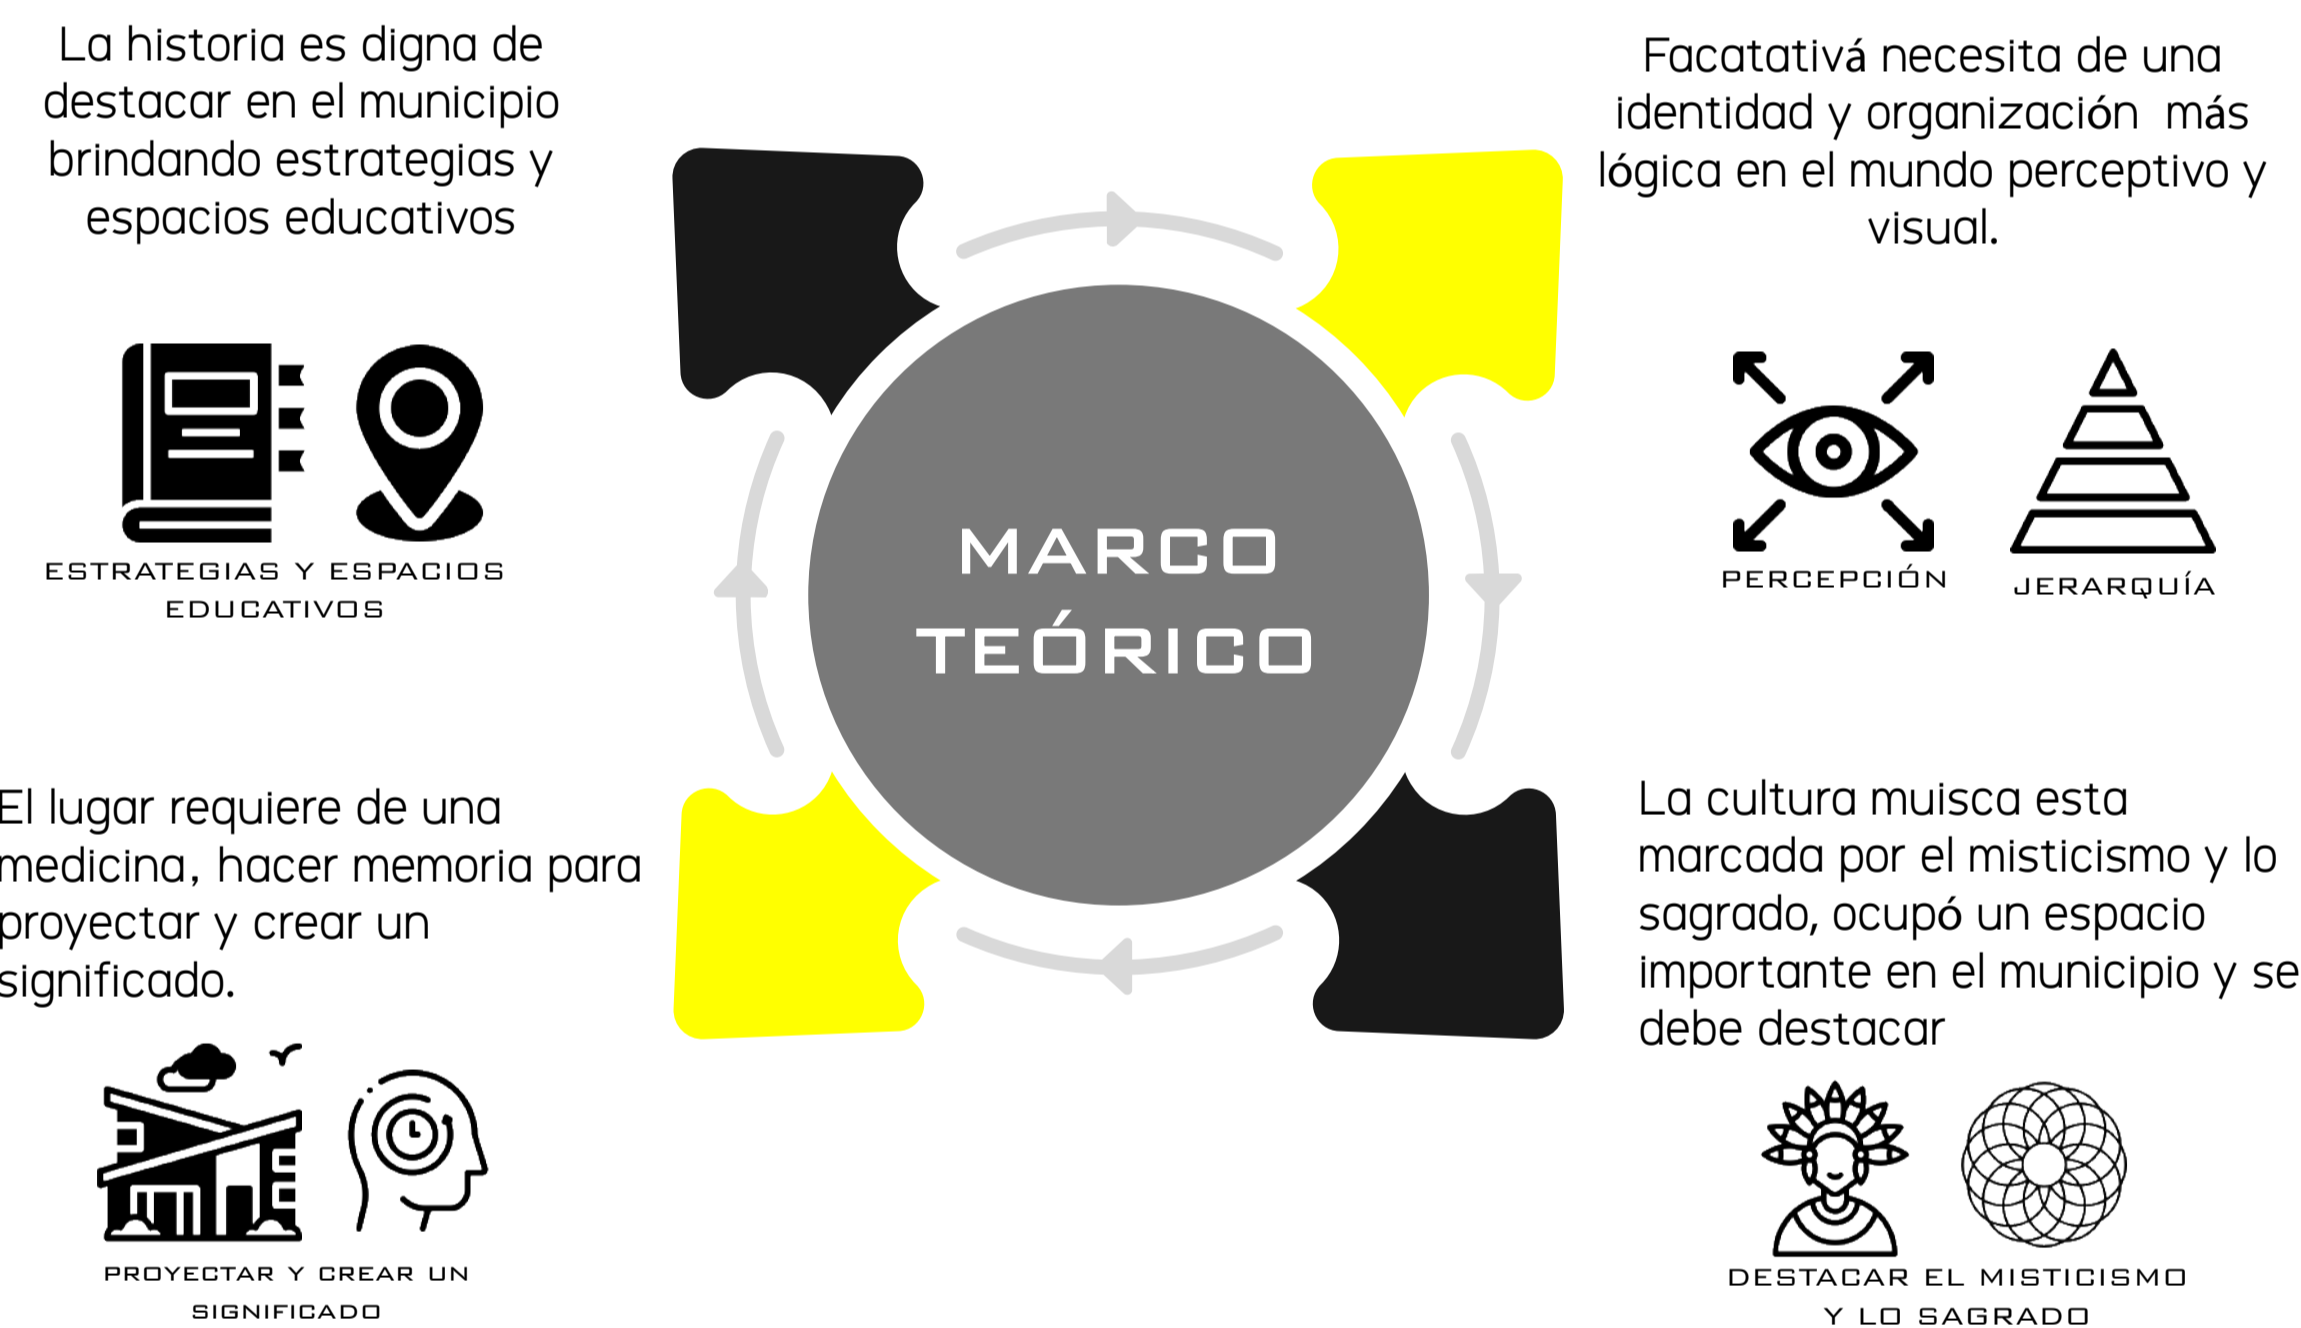 La historia es digna de
destacar en el municipio
brindando estrategias y
espacios educativos
ESTRATEGIAS Y ESPACIOS
EDUCATIVOS
Facatativá necesita de una
identidad y organización  más
lógica en el mundo perceptivo y
visual.
PERCEPCIÓN
JERARQUÍA
MARCO
TEÓRICO
El lugar requiere de una
medicina, hacer memoria para
proyectar y crear un
significado.
PROYECTAR Y CREAR UN
SIGNIFICADO
La cultura muisca esta
marcada por el misticismo y lo
sagrado, ocupó un espacio
importante en el municipio y se
debe destacar
DESTACAR EL MISTICISMO
Y LO SAGRADO